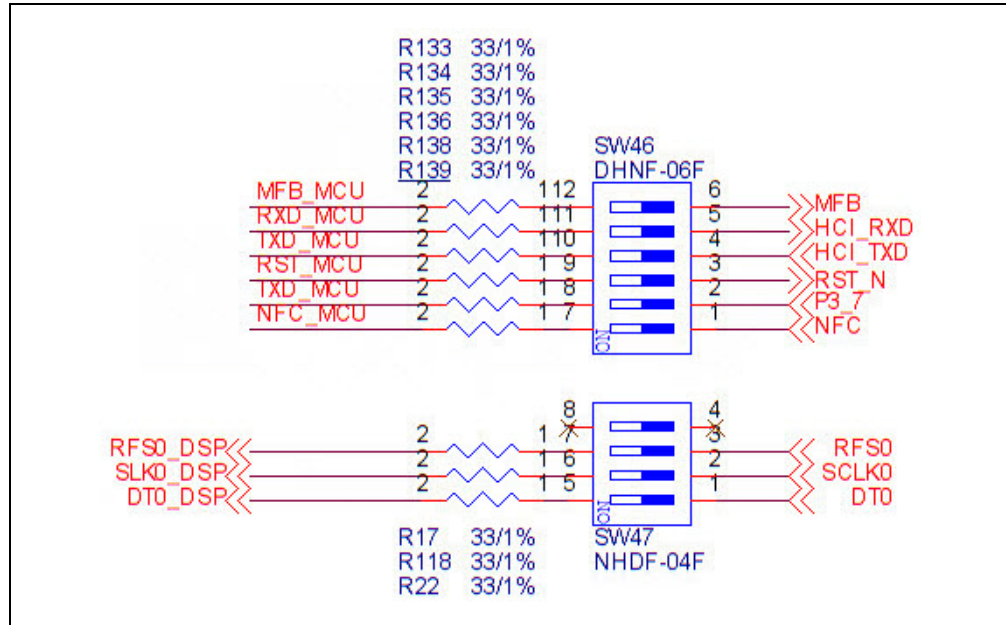 R133 33/1%
R134 33/1%
R135 33/1%
R136 33/1%
R138 33/1%
R139 33/1%
SW46
DHNF-06F
MFB_MCU 2 1 12 6 MFB
RXD_MCU 2 1 11 5 HCI_RXD
TXD_MCU 2 1 10 4 HCI_TXD
RST_MCU 2 1 9 3 RST_N
TXD_MCU 2 1 8 2 P3_7
NFC_MCU 2 1 7 1 NFC
ON
8 4
RFS0_DSP 2 1 7 3 RFS0
SLK0_DSP 2 1 6 2 SCLK0
DT0_DSP 2 1 5 1 DT0
ON
R17 33/1%
R118 33/1%
R22 33/1%
SW47
NHDF-04F